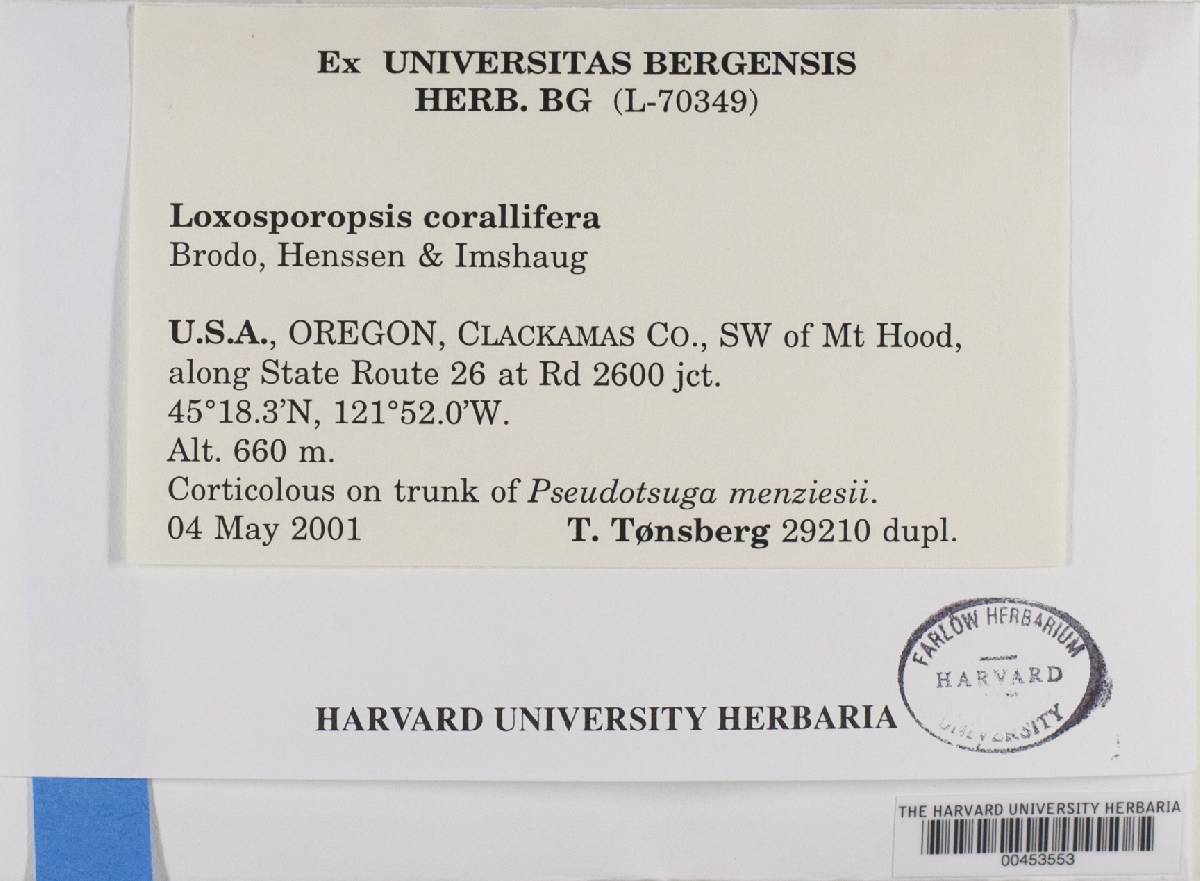 Ex UNIVERSITAS BERGENSIS
HERB. BG (L-70349)
Loxosporopsis corallifera
Brodo, Henssen & Imshaug
U.S.A., OREGON, CLACKAMAS CO., SW of Mt Hood,
along State Route 26 at Rd 2600 jct.
45°18.3'N, 121°52.0'W.
Alt. 660 m.
Corticolous on trunk of Pseudotsuga menziesii.
04 May 2001 T. Tønsberg 29210 dupl.
FARLOW HERBARIUM
HARVARD
UNIVERSITY
HARVARD UNIVERSITY HERBARIA
THE HARVARD UNIVERSITY HERBARIA
00453553